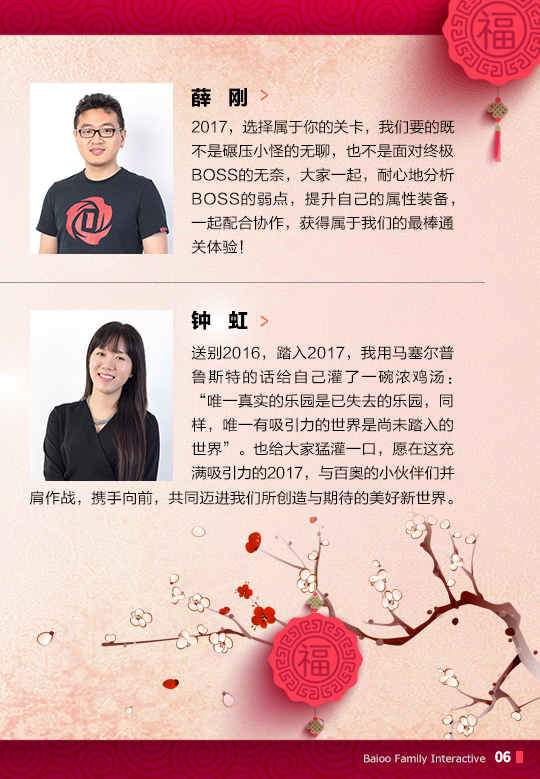 福
薛 刚 >
2017，选择属于你的关卡，我们要的既
不是碾压小怪的无聊，也不是面对终极
BOSS的无奈，大家一起，耐心地分析
BOSS的弱点，提升自己的属性装备，
一起配合协作，获得属于我们的最棒通
关体验！
钟 虹 >
送别2016，踏入2017，我用马塞尔普
鲁斯特的话给自己灌了一碗浓鸡汤：
“唯一真实的乐园是已失去的乐园，同
样，唯一有吸引力的世界是尚未踏入的
世界”。也给大家猛灌一口，愿在这充
满吸引力的2017，与百奥的小伙伴们并
肩作战，携手向前，共同迈进我们所创造与期待的美好新世界。
福
Baioo Family Interactive 06